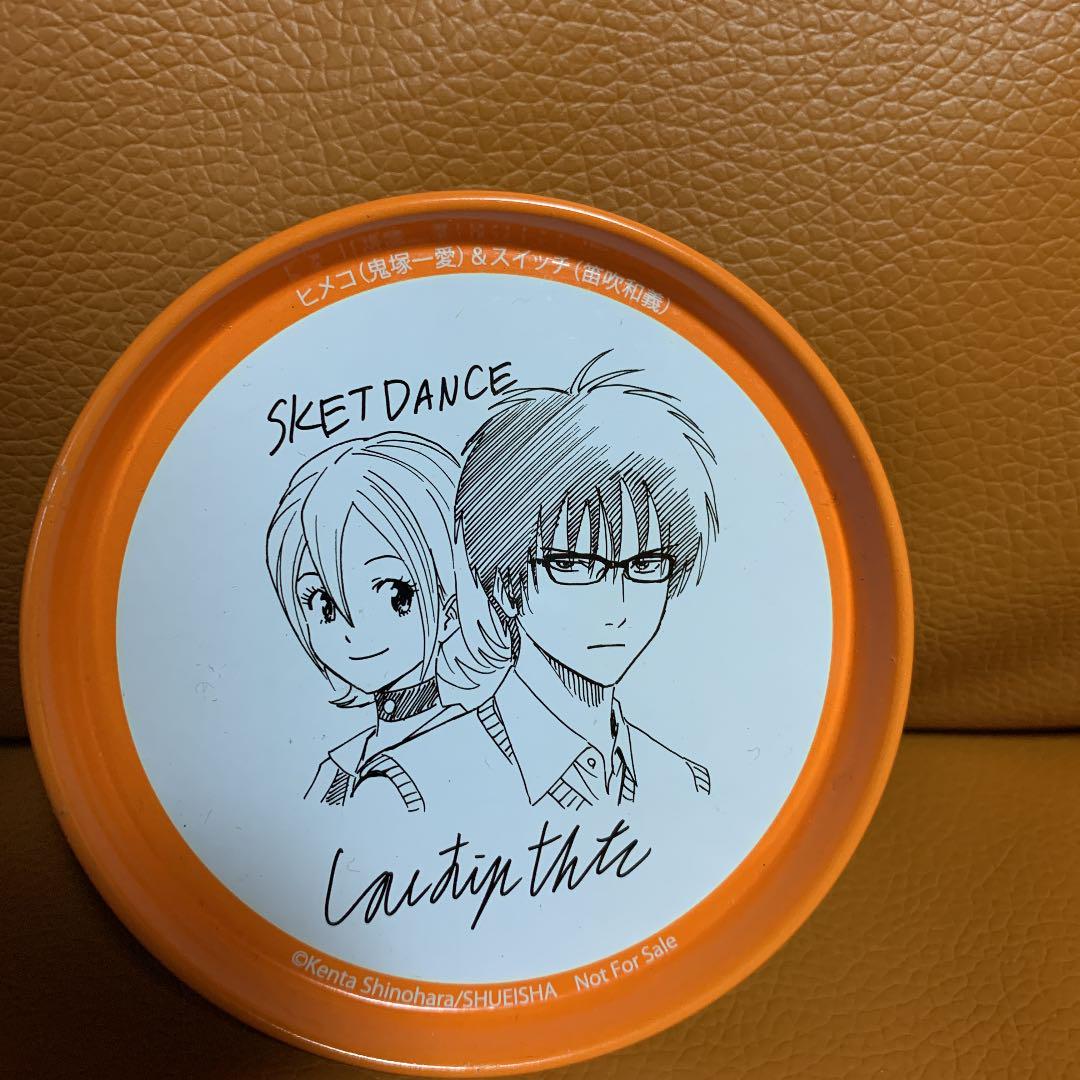 ヒメコ(鬼塚一愛)&スイッチ(笛吹和義)
SKET DANCE
©Kenta Shinohara/SHUEISHA Not For Sale